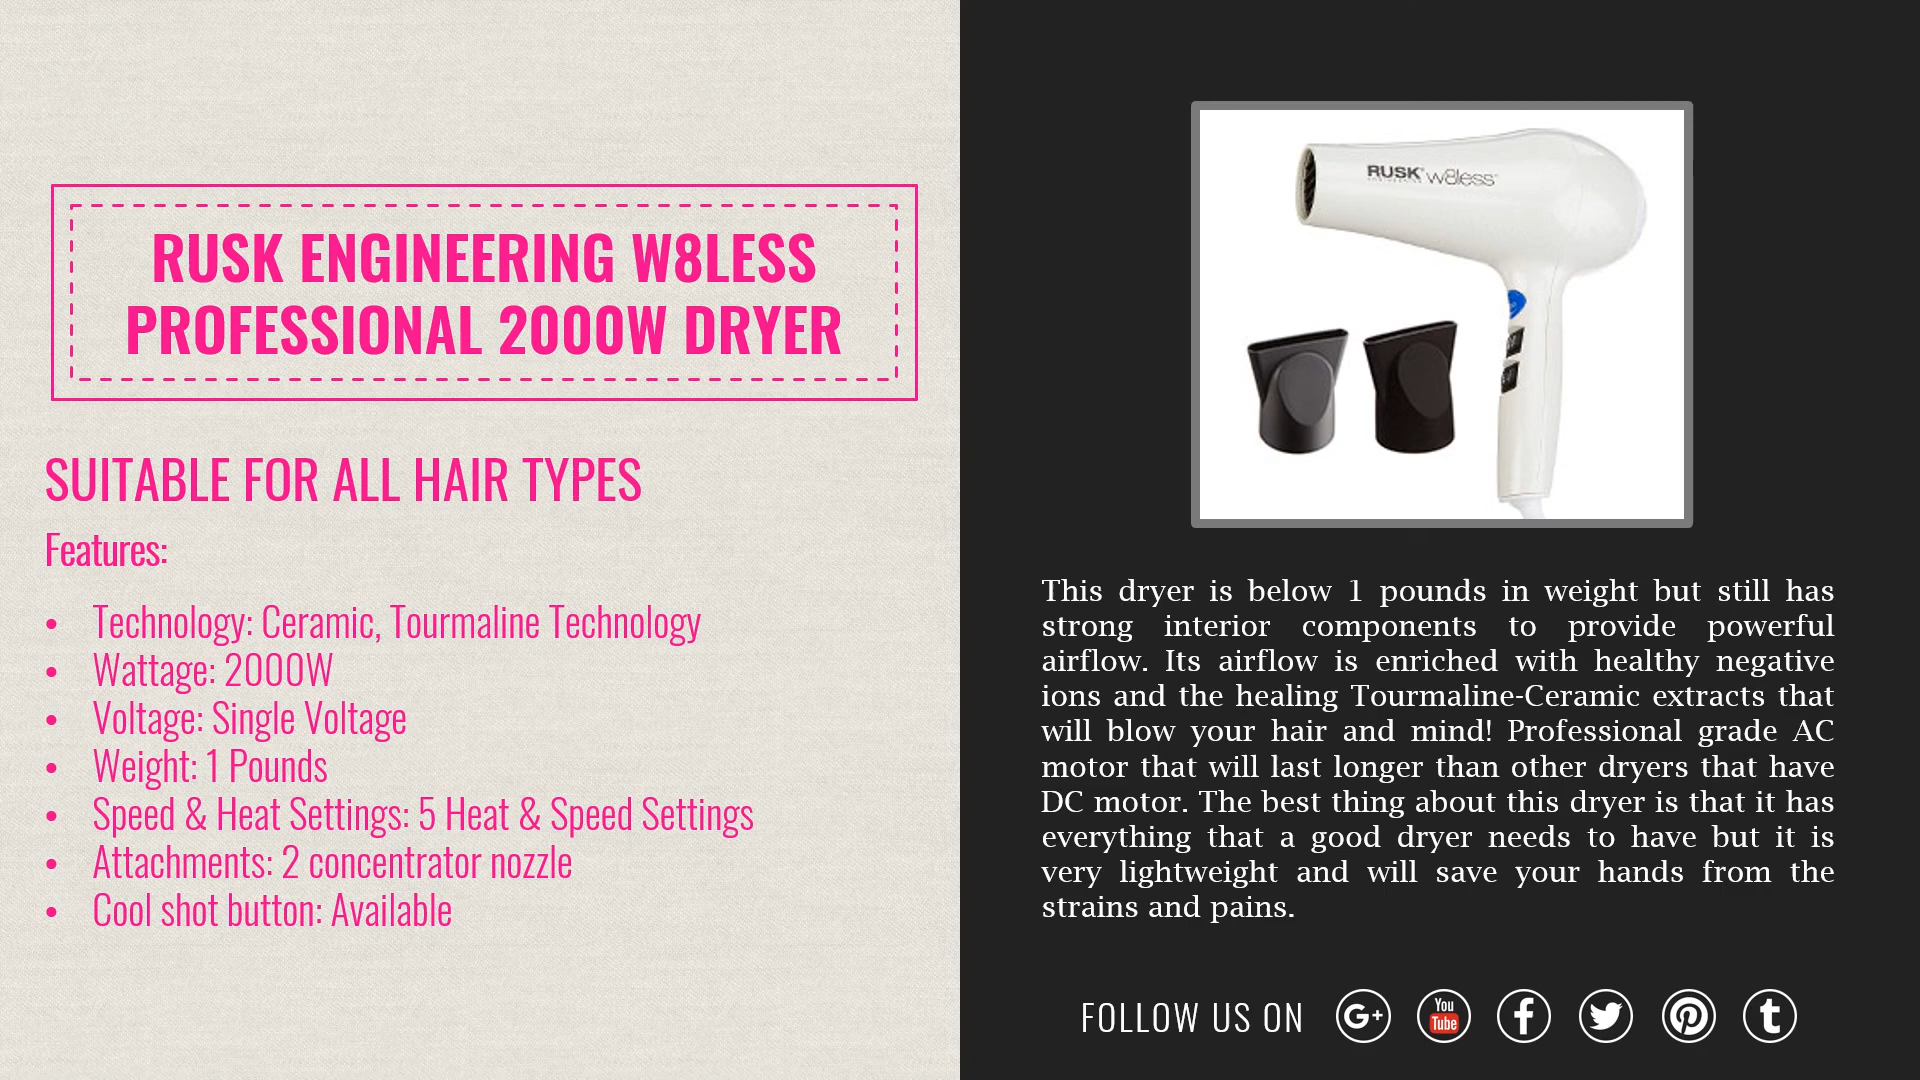 RUSK ENGINEERING W8LESS
PROFESSIONAL 2000W DRYER
SUITABLE FOR ALL HAIR TYPES
Features:
• Technology: Ceramic, Tourmaline Technology
• Wattage: 2000W
• Voltage: Single Voltage
• Weight: 1 Pounds
• Speed & Heat Settings: 5 Heat & Speed Settings
• Attachments: 2 concentrator nozzle
• Cool shot button: Available
RUSK w8less
This dryer is below 1 pounds in weight but still has
strong interior components to provide powerful
airflow. Its airflow is enriched with healthy negative
ions and the healing Tourmaline-Ceramic extracts that
will blow your hair and mind! Professional grade AC
motor that will last longer than other dryers that have
DC motor. The best thing about this dryer is that it has
everything that a good dryer needs to have but it is
very lightweight and will save your hands from the
strains and pains.
FOLLOW US ON G+ You Tube f t